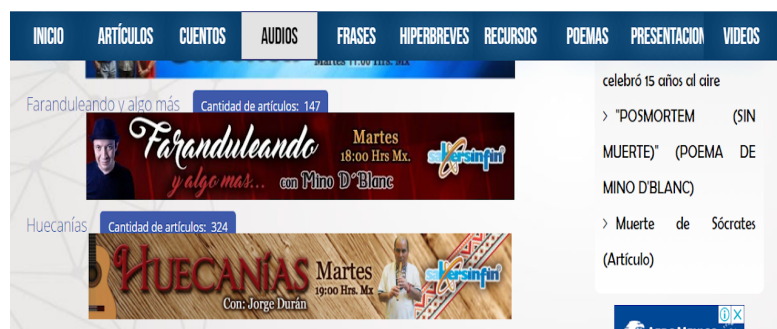 INICIO ARTÍCULOS CUENTOS AUDIOS FRASES HIPERBREVES RECURSOS POEMAS PRESENTACION VIDEOS
Martes 11:00 Hrs. Mx
Faranduleando y algo más Cantidad de artículos: 147
Faranduleando
y algo mas... con Mino D´Blanc
Martes
18:00 Hrs Mx.
sabersinfin
Huecanías Cantidad de artículos: 324
HUECANÍAS
Con: Jorge Durán
Martes
19:00 Hrs. Mx
sabersinfin
celebró 15 años al aire
> "POSMORTEM (SIN
MUERTE)" (POEMA DE
MINO D'BLANC)
> Muerte de Sócrates
(Artículo)